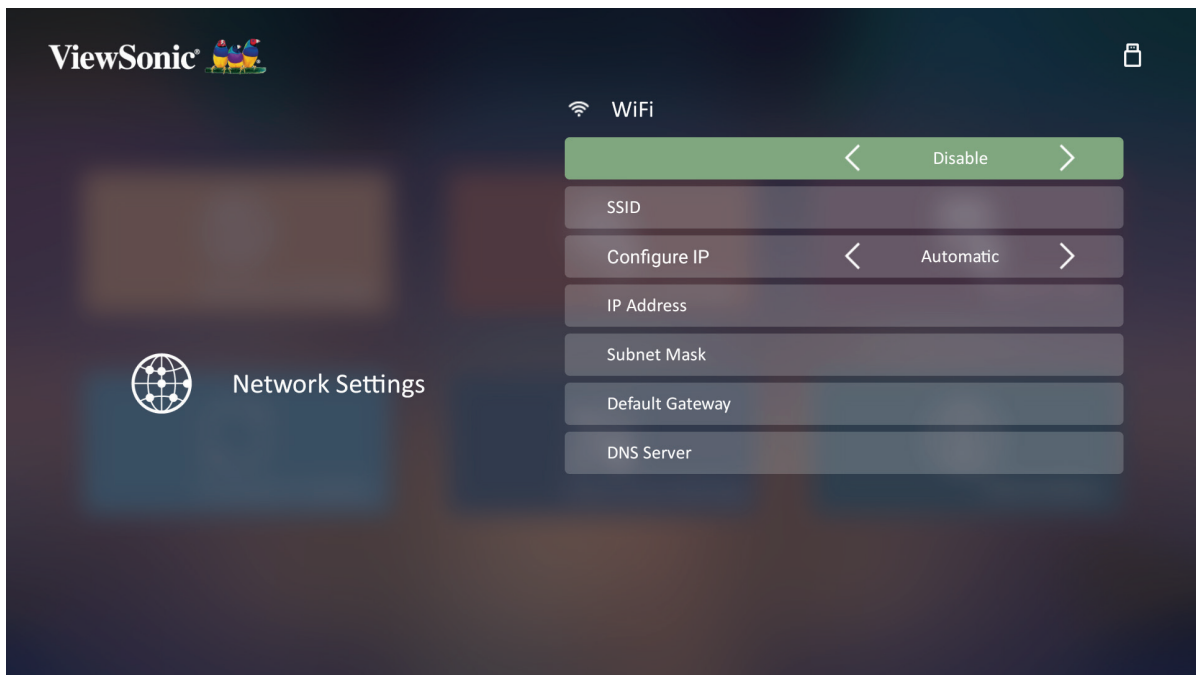 ViewSonic®
WiFi
Disable
SSID
Configure IP Automatic
IP Address
Subnet Mask
Network Settings
Default Gateway
DNS Server